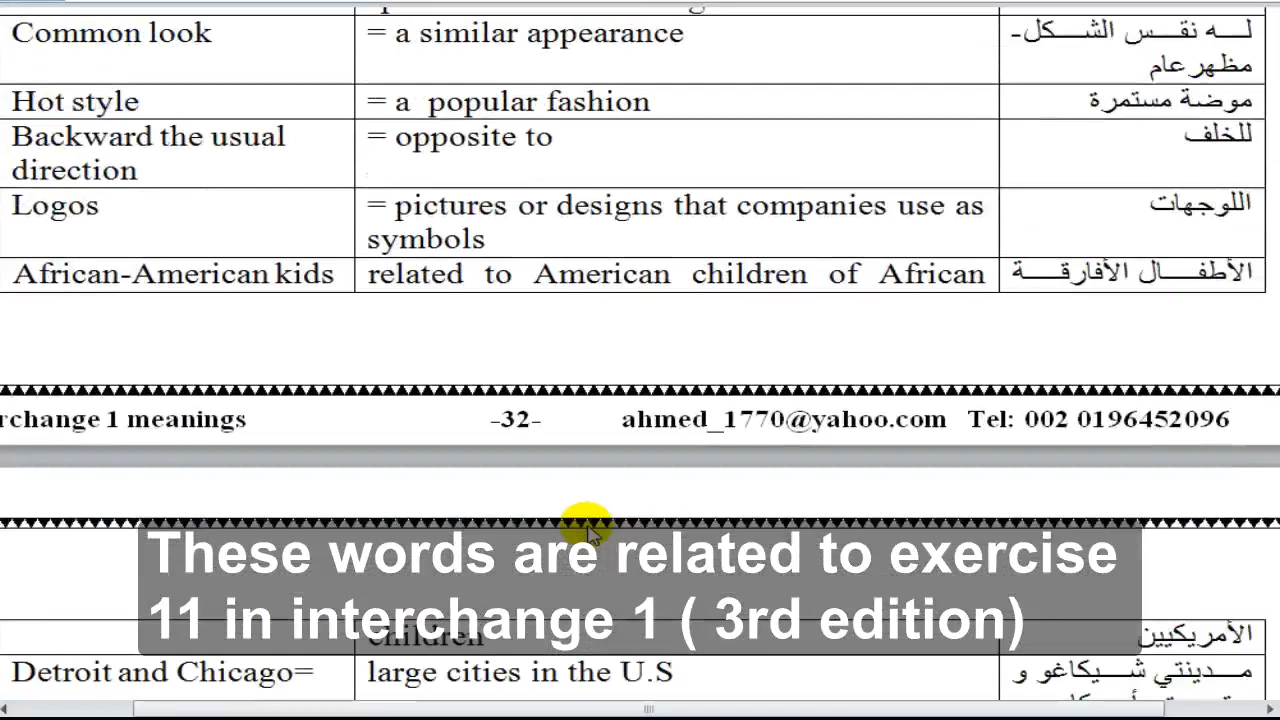 Common look = a similar appearance لـــه نفـــس الشـــكل-
مظهر عام
Hot style = a popular fashion موضة مستمرة
Backward the usual = opposite to للخلف
direction
Logos = pictures or designs that companies use as اللوجهات
symbols
African-American kids related to American children of African الأطفـــال الأفارقـــة
rchange 1 meanings -32- ahmed_1770@yahoo.com Tel: 002 0196452096
These words are related to exercise
11 in interchange 1 ( 3rd edition)
children الأمريكيين
Detroit and Chicago= large cities in the U.S مـــدينتي شـــيكاغو و